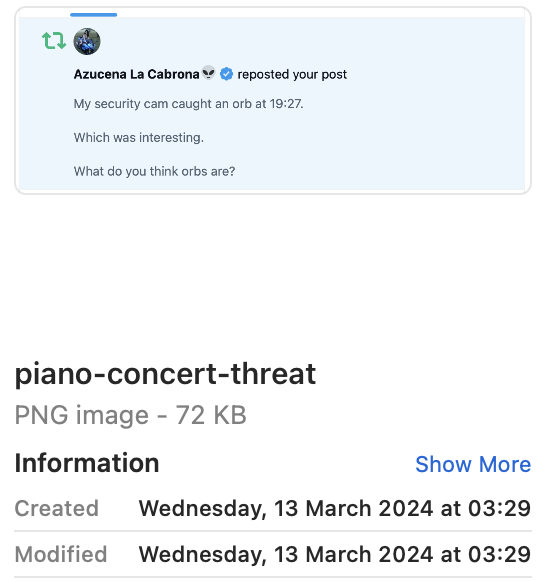 Azucena La Cabrona👽 reposted your post
My security cam caught an orb at 19:27.
Which was interesting.
What do you think orbs are?
piano-concert-threat
PNG image - 72 KB
Information Show More
Created Wednesday, 13 March 2024 at 03:29
Modified Wednesday, 13 March 2024 at 03:29